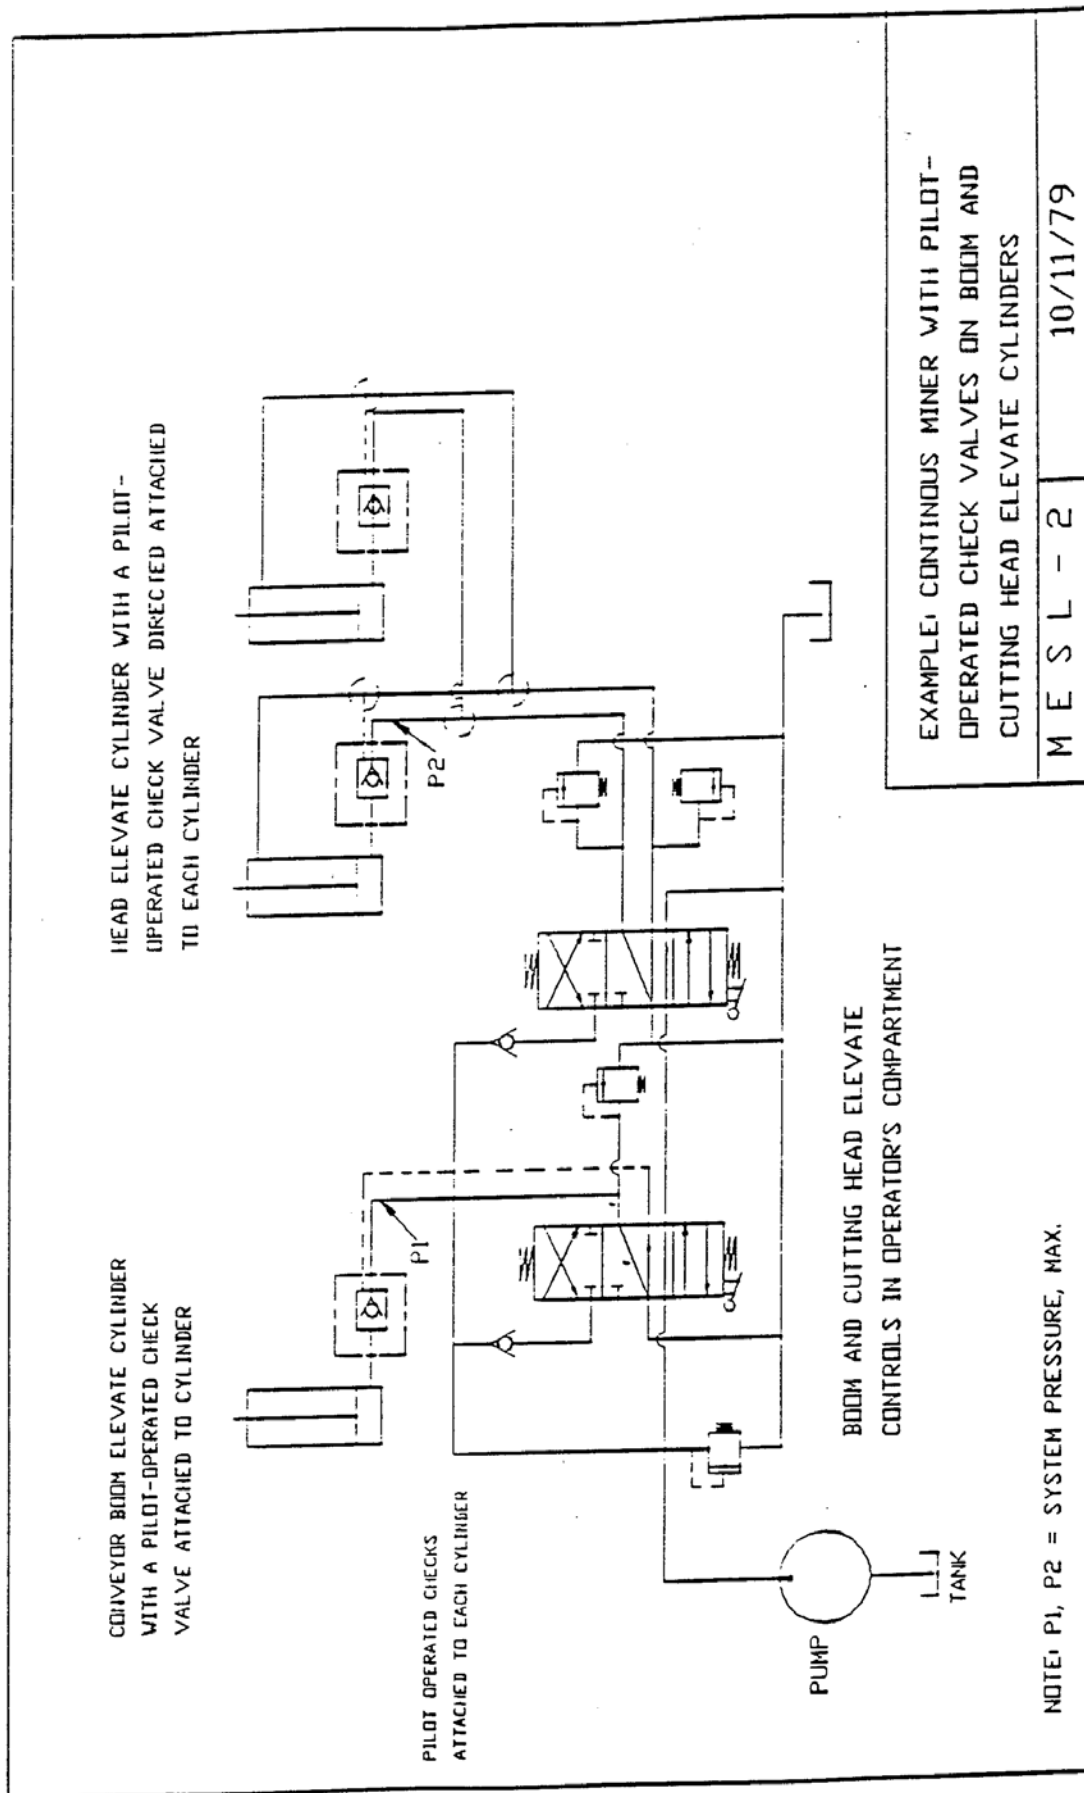 CONVEYOR BOOM ELEVATE CYLINDER
WITH A PILOT-OPERATED CHECK
VALVE ATTACHED TO CYLINDER
HEAD ELEVATE CYLINDER WITH A PILOT-
OPERATED CHECK VALVE DIRECTED ATTACHED
TO EACH CYLINDER
PILOT OPERATED CHECKS
ATTACHED TO EACH CYLINDER
P1
P2
PUMP
TANK
BOOM AND CUTTING HEAD ELEVATE
CONTROLS IN OPERATOR'S COMPARTMENT
NOTE: P1, P2 = SYSTEM PRESSURE, MAX.
EXAMPLE: CONTINOUS MINER WITH PILOT-
OPERATED CHECK VALVES ON BOOM AND
CUTTING HEAD ELEVATE CYLINDERS
M E S L - 2
10/11/79